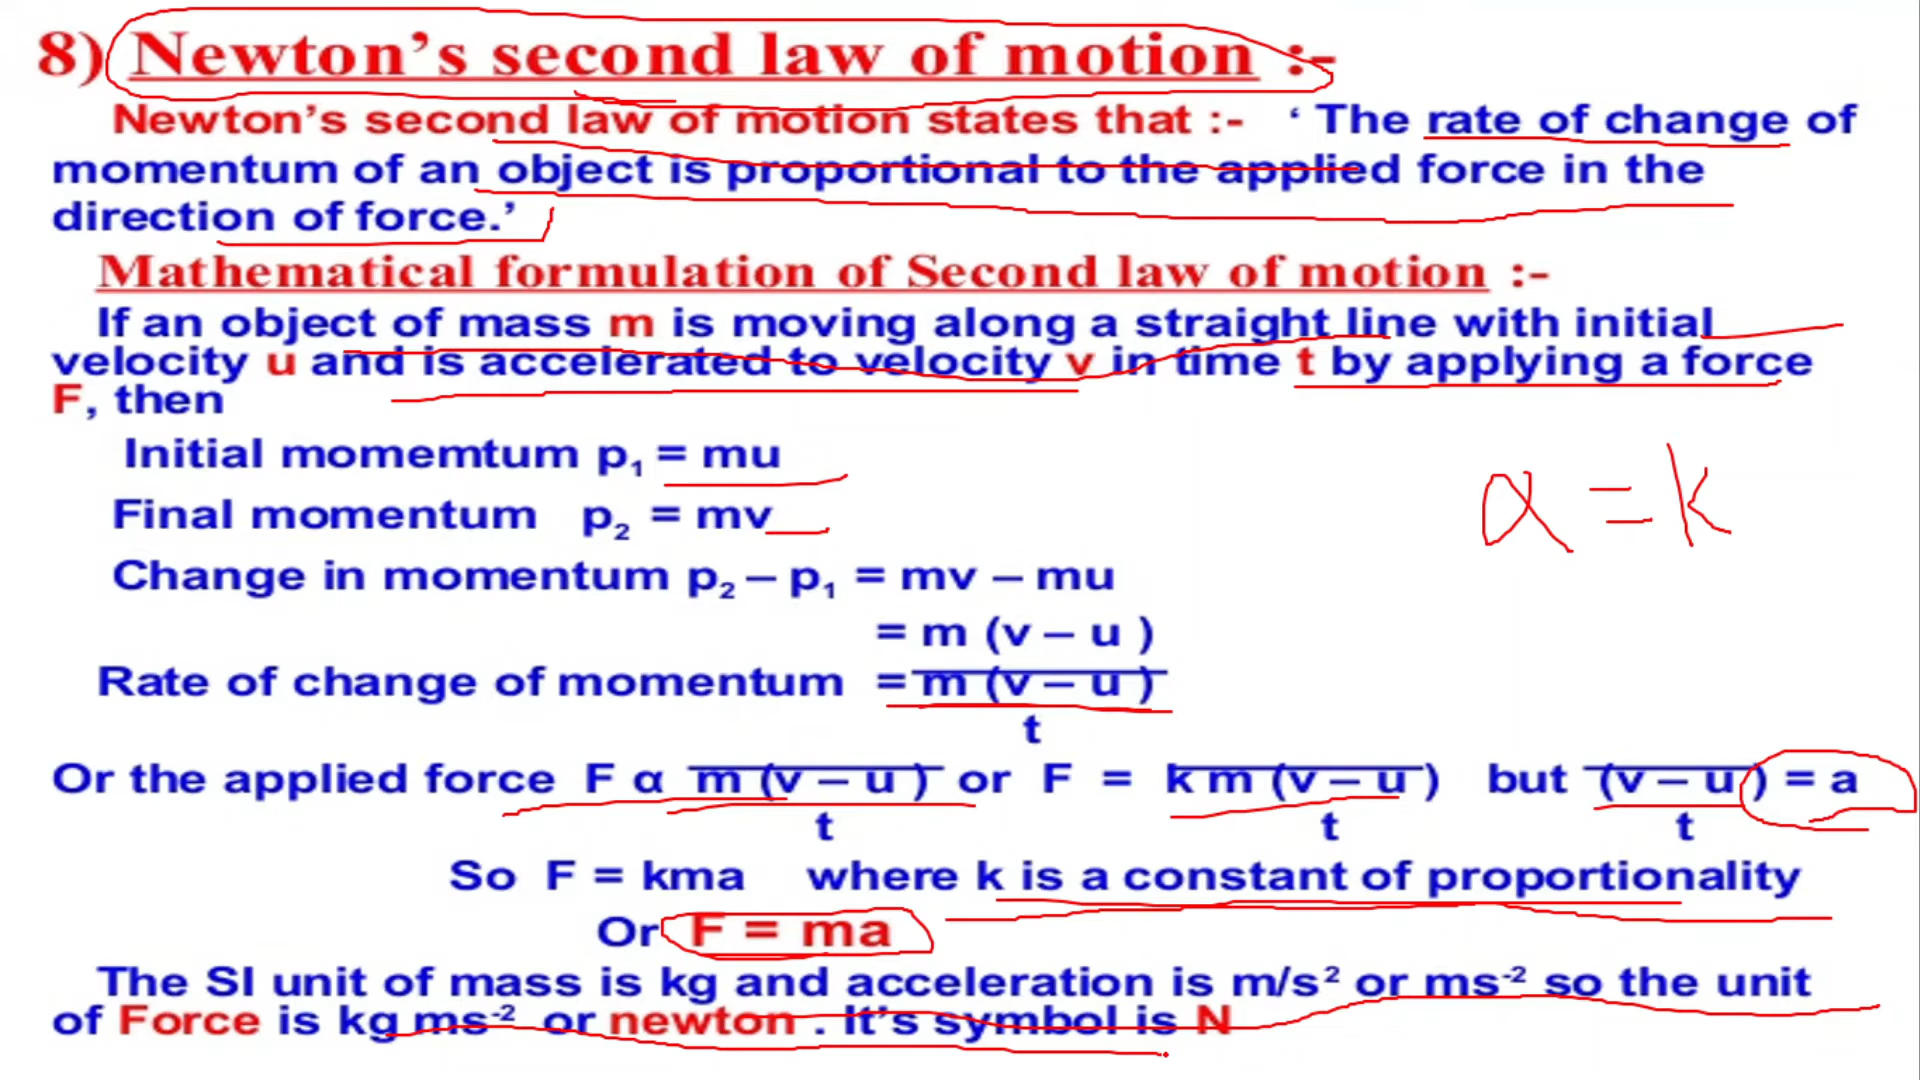 8) Newton’s second law of motion :-
Newton’s second law of motion states that :- ‘ The rate of change of
momentum of an object is proportional to the applied force in the
direction of force.’
Mathematical formulation of Second law of motion :-
If an object of mass m is moving along a straight line with initial
velocity u and is accelerated to velocity v in time t by applying a force
F, then
Initial momemtum p₁ = mu
α = k
Final momentum p₂ = mv
Change in momentum p₂ – p₁ = mv – mu
= m (v – u )
Rate of change of momentum = m (v – u )
t
Or the applied force F α m (v – u ) or F = k m (v – u ) but (v – u ) = a
t t t
So F = kma where k is a constant of proportionality
Or F = ma
The SI unit of mass is kg and acceleration is m/s² or ms⁻² so the unit
of Force is kg ms⁻² or newton . It’s symbol is N